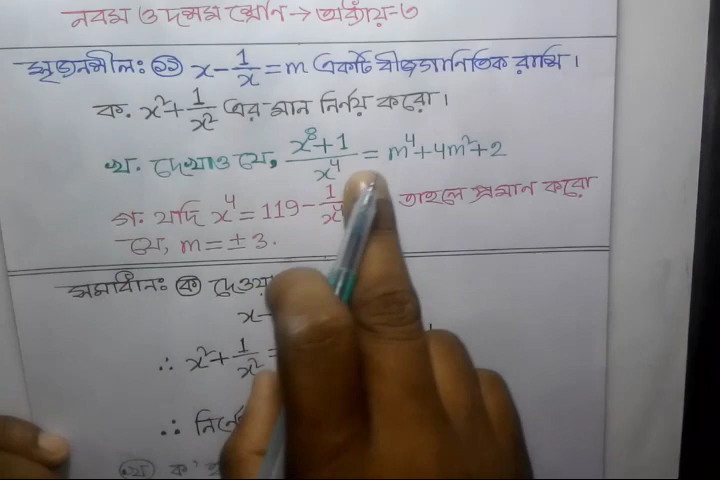 নবম ও দশম শ্রেণি → অধ্যায়-৩
সৃজনশীলঃ ১১ x - 1/x = m একটি বীজগাণিতিক রাশি।
ক. x² + 1/x² এর মান নির্ণয় করো।
খ. দেখাও যে, (x⁸+1)/x⁴ = m⁴+4m²+2
গ. যদি x⁴ = 119 - 1/x⁴ তাহলে প্রমান করো
যে, m = ±3.
সমাধানঃ ক দেওয়া
x -
∴ x² + 1/x² =
∴ নির্ণে
খ ক'